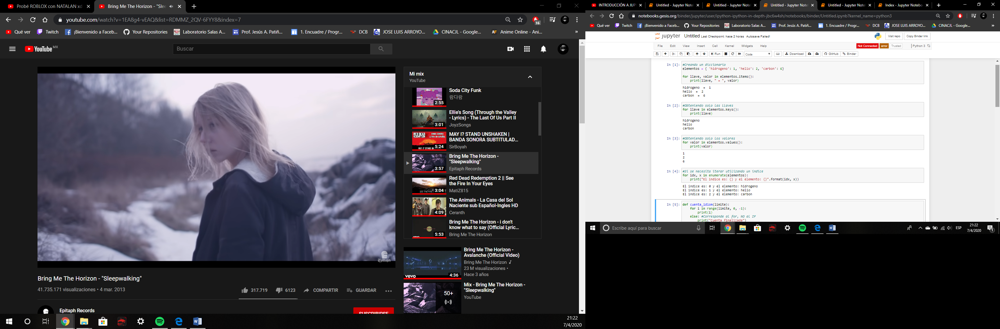 Probé ROBLOX con NATALAN xd
Bring Me The Horizon - "Slee
youtube.com/watch?v=1EA8g4-vEAQ&list=RDMMZ_2QV-6FYY8&index=7
16
Qué ver
Twitch
¡Bienvenido a Faceb...
Your Repositories
Laboratorio Salas A...
Prof. Jesús A. Patiñ...
1. Encuadre / Progr...
DCB
JOSE LUIS ARROYO...
CINACJL - Google...
AF
Anime Online - Ani...
»
YouTube MX
Buscar
Epitaph
Mi mix
YouTube
Soda City Funk
람다람
2:55
Ellie's Song (Through the Valley
- Lyrics) - The Last Of Us Part II
JoyzSongs
3:01
MAY I? STAND UNSHAKEN |
BANDA SONORA SUBTITULAD...
SirBoyah
5:24
Bring Me The Horizon -
"Sleepwalking"
Epitaph Records
3:57
Red Dead Redemption 2 || See
the Fire In Your Eyes
MatiZ815
3:04
The Animals - La Casa del Sol
Naciente sub Español-Ingles HD
Ceranth
4:09
Bring Me The Horizon - i don't
know what to say (Official Lyric...
Bring Me The Horizon
5:53
Bring Me The Horizon -
Avalanche (Official Video)
Bring Me The Horizon
23 M visualizaciones •
Hace 3 años
vevo
4:36
Mix - Bring Me The Horizon -
"Sleepwalking"
YouTube
50+
Bring Me The Horizon - "Sleepwalking"
41.735.171 visualizaciones • 4 mar. 2013
317.719
6123
COMPARTIR
GUARDAR
Epitaph Records
SUSCRIBIRSE
21:22
7/4/2020
INTRODUCCIÓN A JUP
Untitled - Jupyter Note
Untitled - Jupyter Note
Untitled - Jupyter Note
Untitled - Jupyter Note
Index - Jupyter Notebo
notebooks.gesis.org/binder/jupyter/user/ipython-ipython-in-depth-jbc6w4sh/notebooks/binder/Untitled.ipynb?kernel_name=python3
Qué ver
Twitch
¡Bienvenido a Faceb...
Your Repositories
Laboratorio Salas A...
Prof. Jesús A. Patiñ...
1. Encuadre / Progr...
DCB
JOSE LUIS ARROYO...
CINACJL - Google...
»
jupyter Untitled Last Checkpoint: hace 2 horas Autosave Failed!
Visit repo
Copy Binder link
File Edit View Insert Cell Kernel Widgets Help
Not Connected
error
Trusted
Python 3
Run
Code
Download
GitHub
Binder
In [1]: #Creando un diccionario
elementos = { 'hidrogeno': 1, 'helio': 2, 'carbon': 6}
for llave, valor in elementos.items():
print(llave, " = ", valor)
hidrogeno  =  1
helio  =  2
carbon  =  6
In [2]: #Obteniendo solo las llaves
for llave in elementos.keys():
print(llave)
hidrogeno
helio
carbon
In [3]: #Obteniendo solo los valores
for valor in elementos.values():
print(valor)
1
2
6
In [4]: #Si se necesita iterar utilizando un indice
for idx, x in enumerate(elementos):
print("El indice es: {} y el elemento: {}".format(idx, x))
El indice es: 0 y el elemento: hidrogeno
El indice es: 1 y el elemento: helio
El indice es: 2 y el elemento: carbon
In [5]: def cuenta_idiom(limite):
for i in range(limite, 0, -1):
print(i)
else: #Corresponde al for, NO al IF
print("Cuenta finalizada")
Escribe aquí para buscar
ESP
21:22
7/4/2020
1